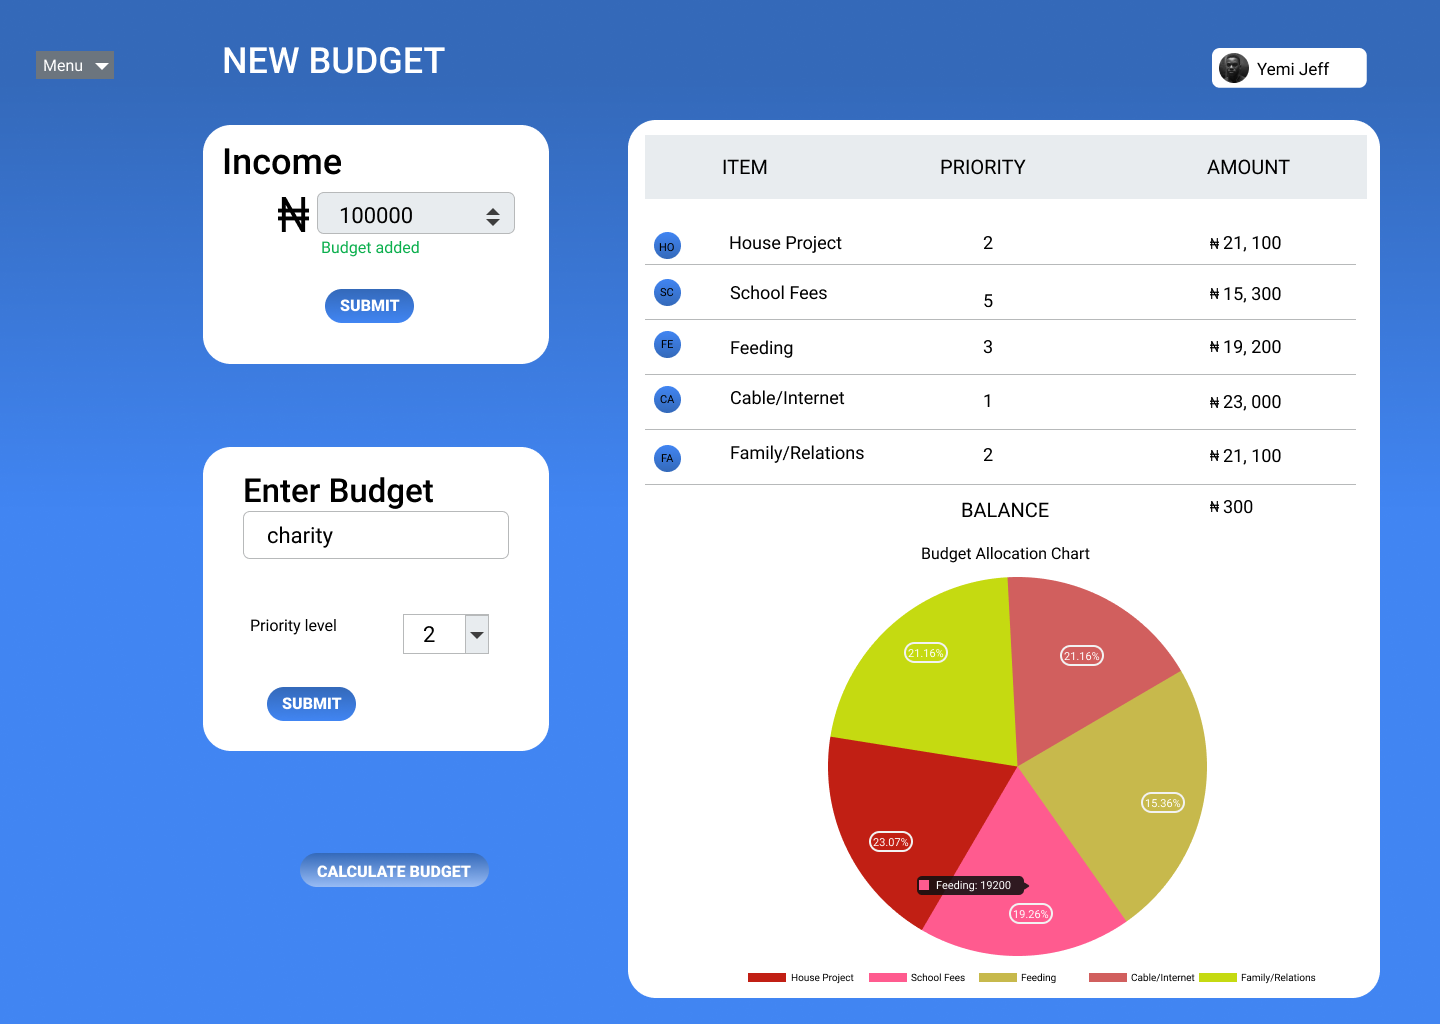 Menu
NEW BUDGET
Yemi Jeff
Income
₦ 100000
Budget added
SUBMIT
Enter Budget
charity
Priority level 2
SUBMIT
CALCULATE BUDGET
ITEM PRIORITY AMOUNT
HO House Project 2 ₦ 21, 100
SC School Fees 5 ₦ 15, 300
FE Feeding 3 ₦ 19, 200
CA Cable/Internet 1 ₦ 23, 000
FA Family/Relations 2 ₦ 21, 100
BALANCE ₦ 300
Budget Allocation Chart
21.16% 21.16%
15.36%
23.07%
Feeding: 19200
19.26%
House Project School Fees Feeding Cable/Internet Family/Relations